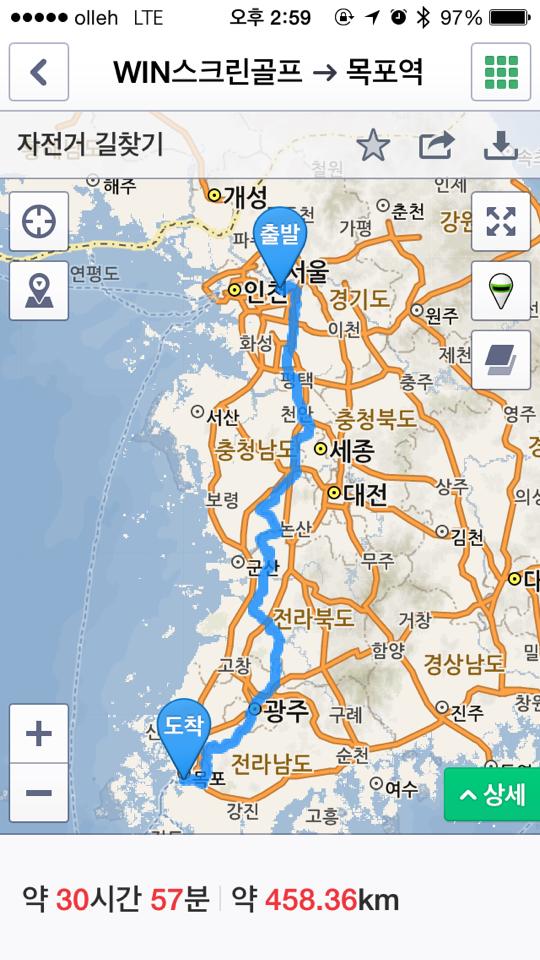 olleh LTE 오후 2:59 97%
WIN스크린골프 → 목포역
자전거 길찾기
철원
해주
개성
인제
춘천
가평
강원
연평도
출발
서울
인천
경기도
원주
이천
화성
제천
평택
충주
서산
천안
충청북도
영주
충청남도
세종
대전
상주
보령
논산
김천
군산
무주
전라북도
거창
함양
고창
경상남도
광주
구례
진주
도착
목포
전라남도
순천
여수
강진
고흥
상세
약 30시간 57분 약 458.36km